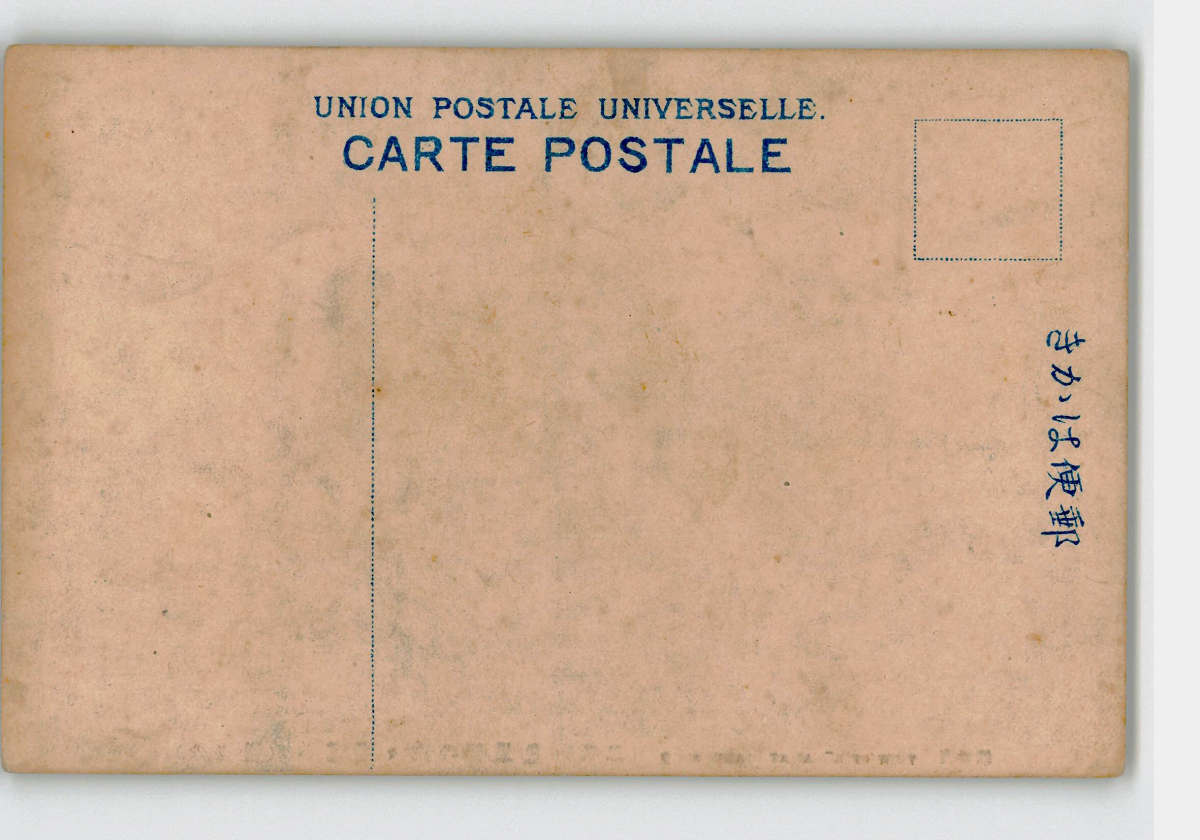 UNION POSTALE UNIVERSELLE.
CARTE POSTALE
きかは便郵